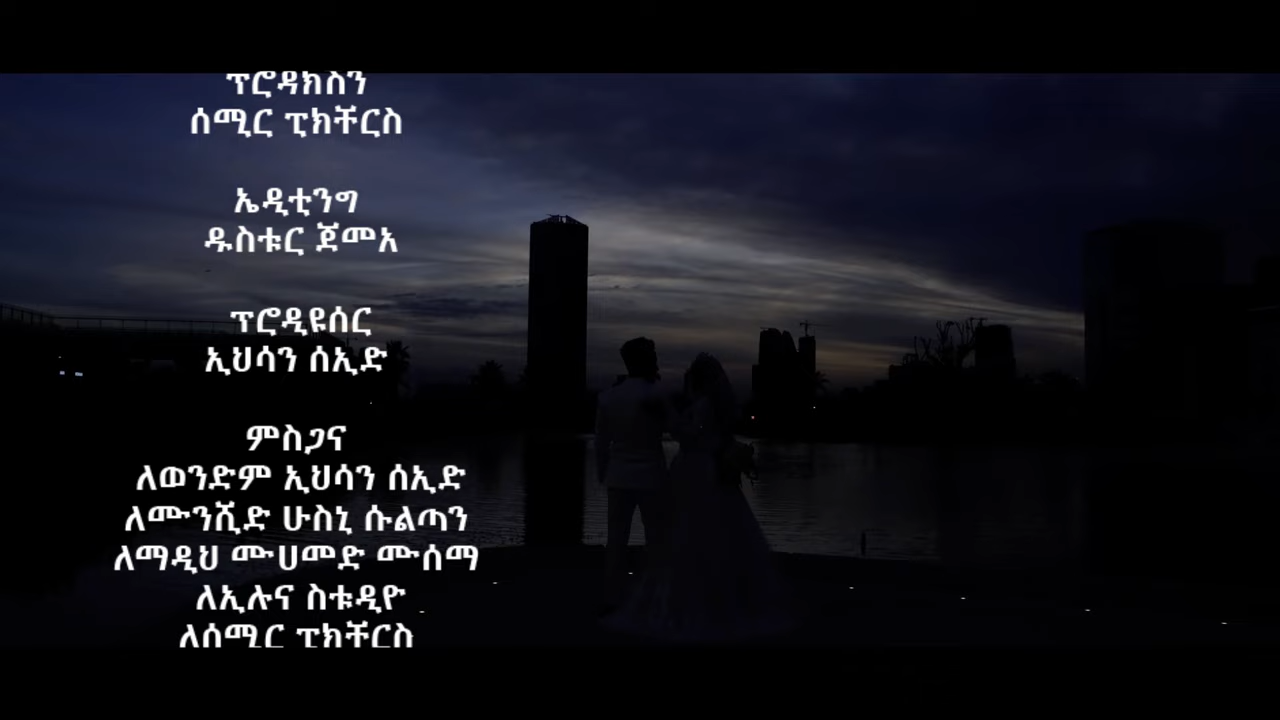 ፕሮዳክሽን
ሰሚር ፒክቸርስ
ኤዲቲንግ
ዱስቱር ጀመአ
ፕሮዲዩሰር
ኢህሳን ሰኢድ
ምስጋና
ለወንድም ኢህሳን ሰኢድ
ለሙንሺድ ሁስኒ ሱልጣን
ለማዲህ ሙሀመድ ሙሰማ
ለኢሉና ስቱዲዮ
ለሰሚር ፒክቸርስ